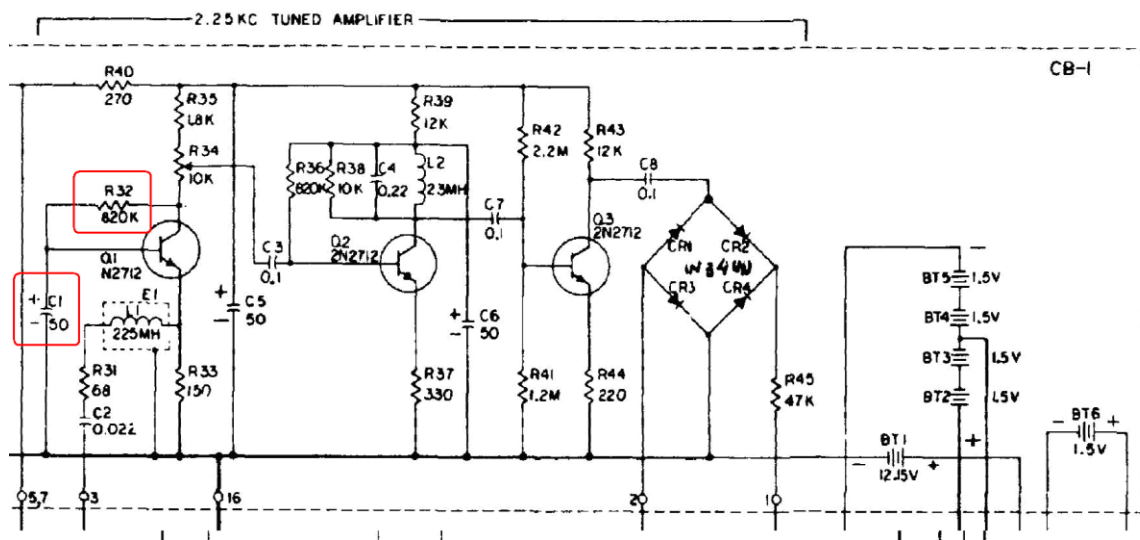 2.25KC TUNED AMPLIFIER
CB-1
R40
270
R35
1.8K
R34
10K
R32
820K
Q1
N2712
+ C1
- 50
E1
L1
225MH
R31
68
C2
0.022
R33
150
+ C5
- 50
C3
0.1
R36
820K
R38
10K
C4
0.22
R39
12K
L2
23MH
Q2
2N2712
C7
0.1
+ C6
- 50
R37
330
R42
2.2M
R41
1.2M
R43
12K
Q3
2N2712
R44
220
C8
0.1
CR1
CR2
CR3
CR4
R45
47K
-
BT5 1.5V
BT4 1.5V
BT3 1.5V
BT2 1.5V
+
- BT1 +
12.15V
- BT6 +
1.5V
5,7
3
16
2
1